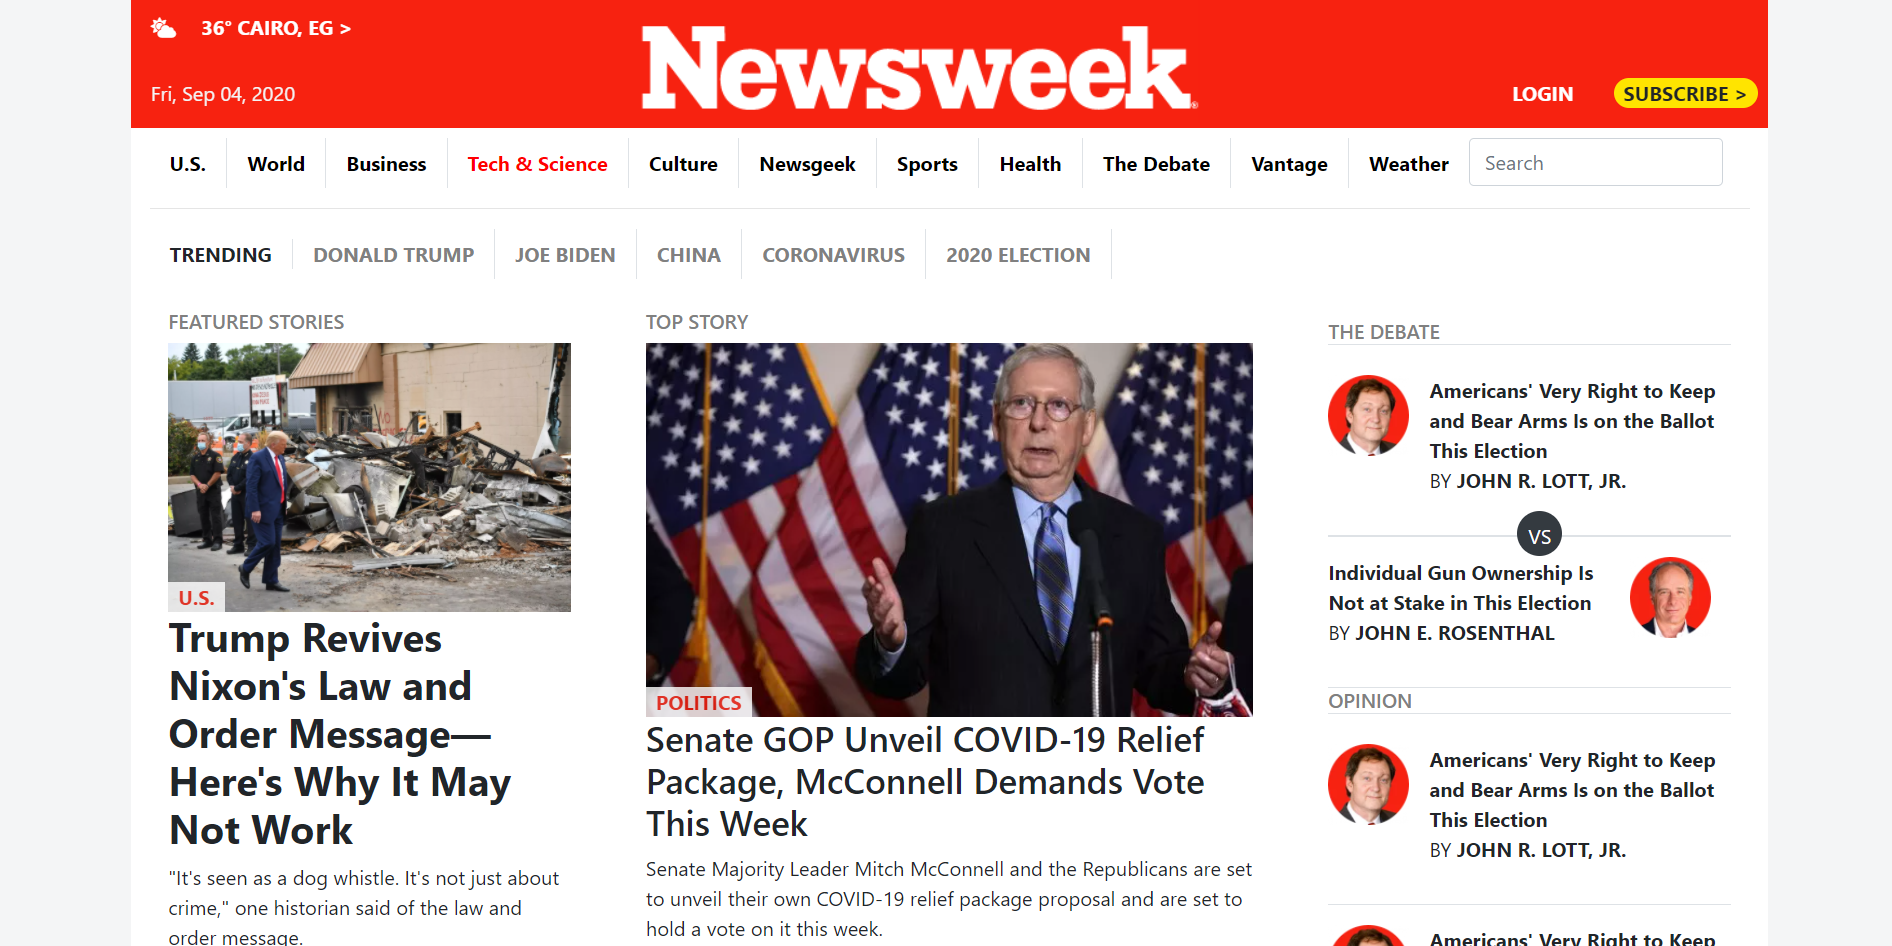 36° CAIRO, EG >
Fri, Sep 04, 2020
Newsweek
LOGIN
SUBSCRIBE >
U.S.
World
Business
Tech & Science
Culture
Newsgeek
Sports
Health
The Debate
Vantage
Weather
Search
TRENDING
DONALD TRUMP
JOE BIDEN
CHINA
CORONAVIRUS
2020 ELECTION
FEATURED STORIES
U.S.
Trump Revives
Nixon's Law and
Order Message—
Here's Why It May
Not Work
"It's seen as a dog whistle. It's not just about
crime," one historian said of the law and
order message.
TOP STORY
POLITICS
Senate GOP Unveil COVID-19 Relief
Package, McConnell Demands Vote
This Week
Senate Majority Leader Mitch McConnell and the Republicans are set
to unveil their own COVID-19 relief package proposal and are set to
hold a vote on it this week.
THE DEBATE
Americans' Very Right to Keep
and Bear Arms Is on the Ballot
This Election
BY JOHN R. LOTT, JR.
VS
Individual Gun Ownership Is
Not at Stake in This Election
BY JOHN E. ROSENTHAL
OPINION
Americans' Very Right to Keep
and Bear Arms Is on the Ballot
This Election
BY JOHN R. LOTT, JR.
Americans' Very Right to Keep